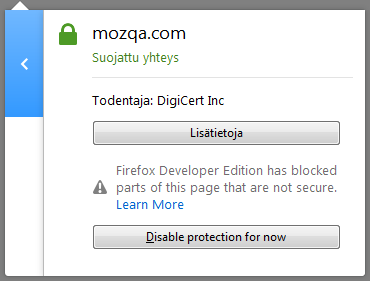 mozqa.com
Suojattu yhteys
Todentaja: DigiCert Inc
Lisätietoja
Firefox Developer Edition has blocked
parts of this page that are not secure.
Learn More
Disable protection for now